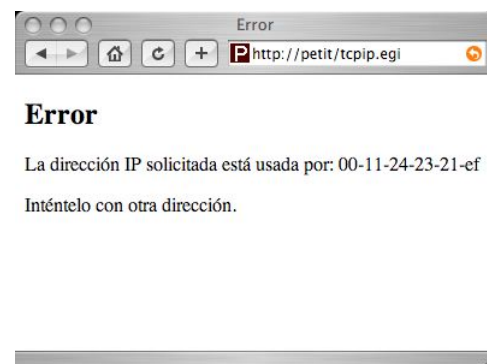 Error
http://petit/tcpip.egi
Error
La dirección IP solicitada está usada por: 00-11-24-23-21-ef
Inténtelo con otra dirección.